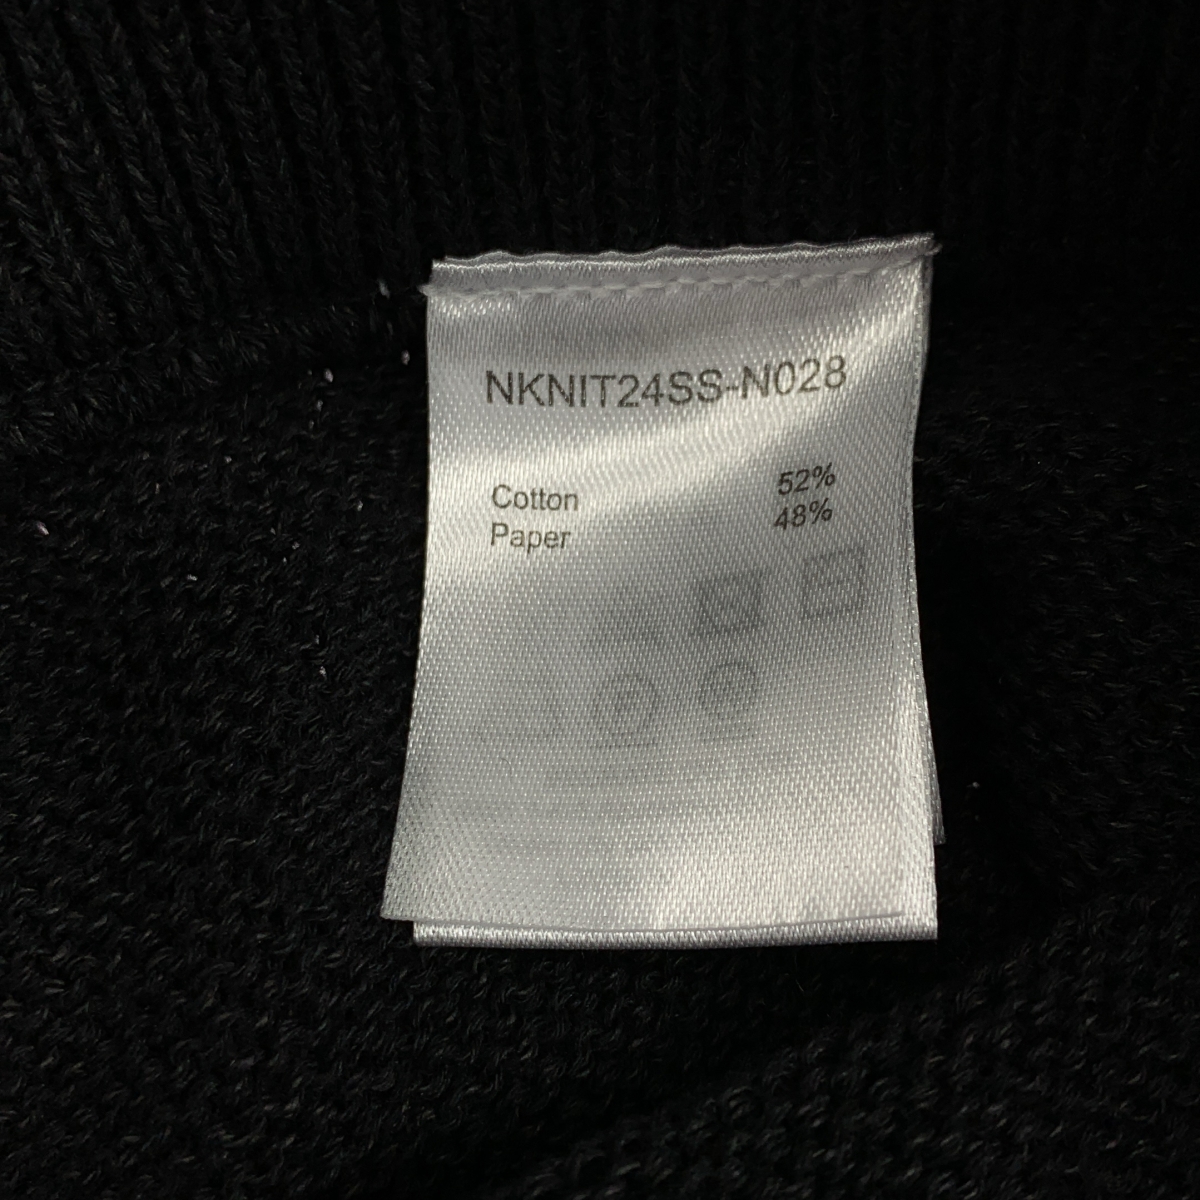 NKNIT24SS-N028
Cotton 52%
Paper 48%